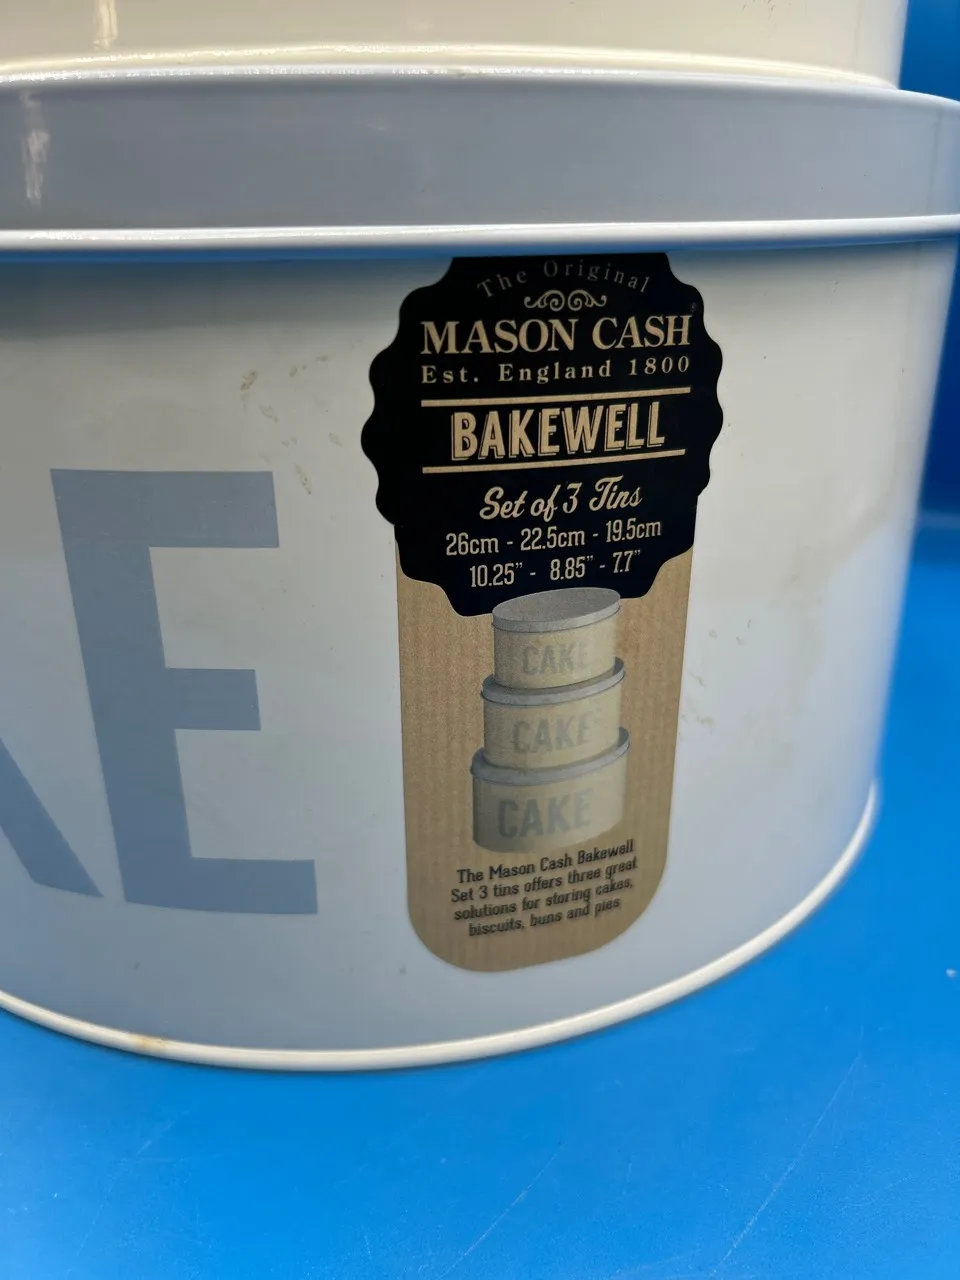 The Original
MASON CASH
Est. England 1800
BAKEWELL
Set of 3 Tins
26cm - 22.5cm - 19.5cm
10.25" - 8.85" - 7.7"
CAKE
CAKE
CAKE
The Mason Cash Bakewell
Set 3 tins offers three great
solutions for storing cakes,
biscuits, buns and pies
KE